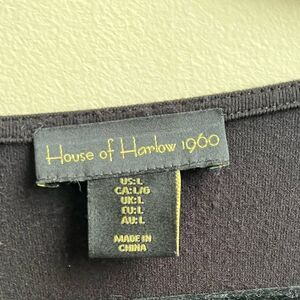 House of Harlow 1960
US: L
CA: L/G
UK: L
EU: L
AU: L
MADE IN
CHINA